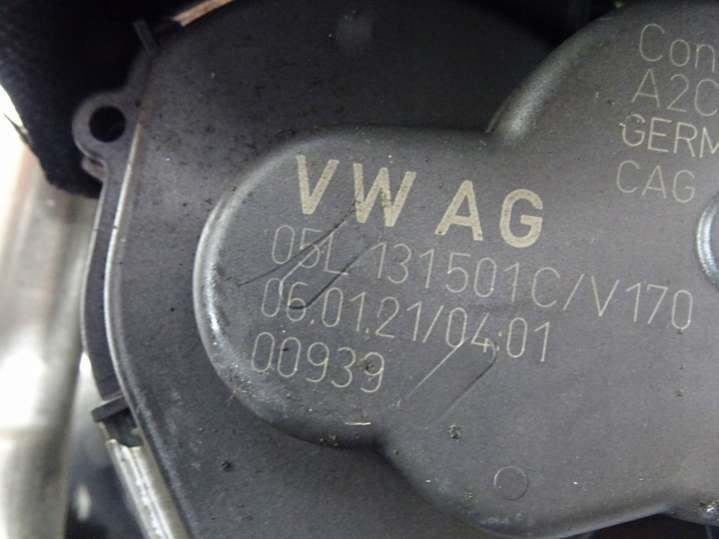 VW AG
05L 131501C/V170
06.01.21/04:01
00939
Con
A2C
GERM
CAG